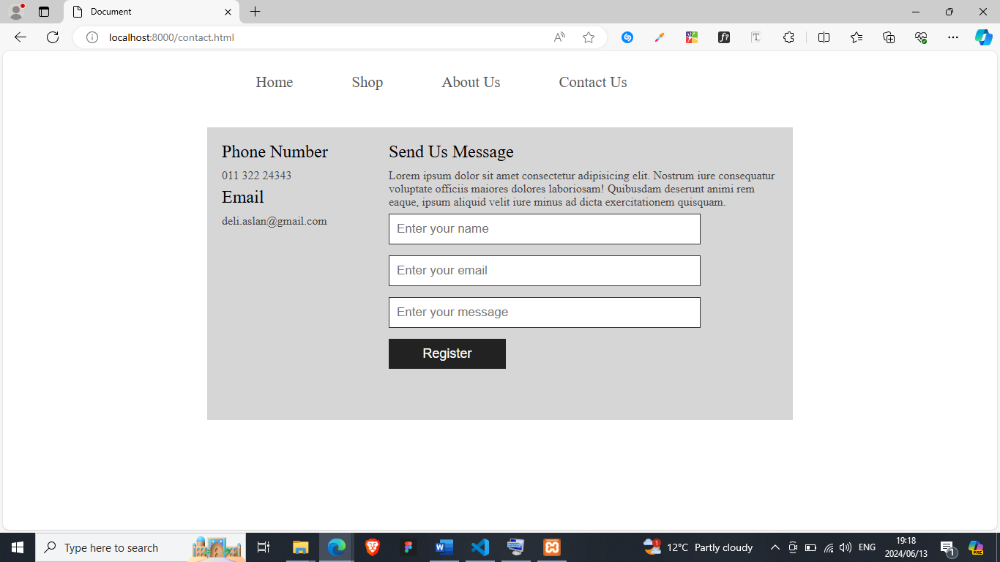 Document
localhost:8000/contact.html
Home Shop About Us Contact Us
Phone Number
011 322 24343
Email
deli.aslan@gmail.com
Send Us Message
Lorem ipsum dolor sit amet consectetur adipisicing elit. Nostrum iure consequatur
voluptate officiis maiores dolores laboriosam! Quibusdam deserunt animi rem
eaque, ipsum aliquid velit iure minus ad dicta exercitationem quisquam.
Enter your name
Enter your email
Enter your message
Register
Type here to search
1
12°C Partly cloudy
ENG
19:18
2024/06/13
1
PRE